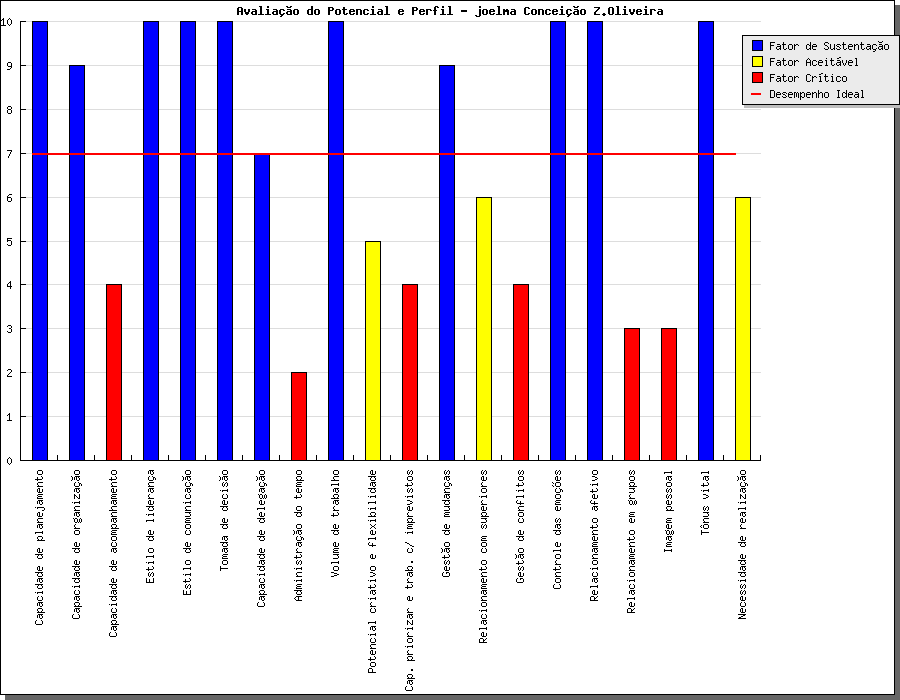 Avaliação do Potencial e Perfil - joelma Conceição Z.Oliveira
Fator de Sustentação
Fator Aceitável
Fator Crítico
Desempenho Ideal
10
9
8
7
6
5
4
3
2
1
0
Capacidade de planejamento
Capacidade de organização
Capacidade de acompanhamento
Estilo de liderança
Estilo de comunicação
Tomada de decisão
Capacidade de delegação
Administração do tempo
Volume de trabalho
Potencial criativo e flexibilidade
Cap. priorizar e trab. c/ imprevistos
Gestão de mudanças
Relacionamento com superiores
Gestão de conflitos
Controle das emoções
Relacionamento afetivo
Relacionamento em grupos
Imagem pessoal
Tônus vital
Necessidade de realização